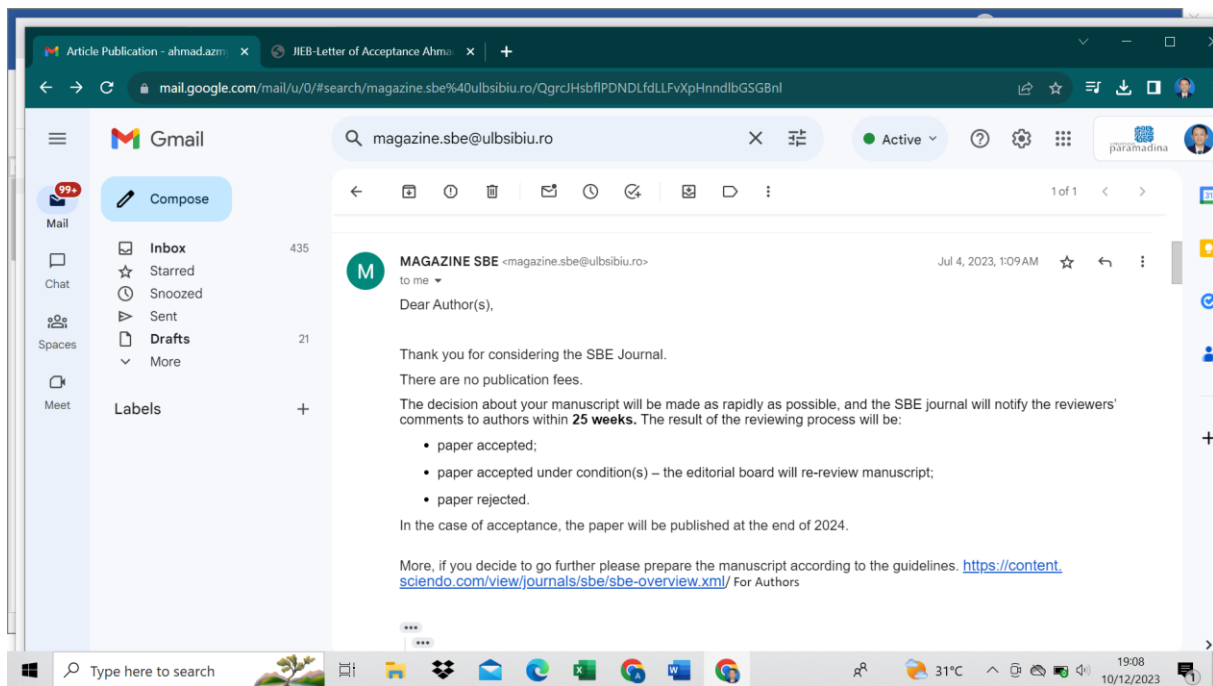 Article Publication - ahmad.azm
JIEB-Letter of Acceptance Ahma
mail.google.com/mail/u/0/#search/magazine.sbe%40ulbsibiu.ro/QgrcJHsbflPDNDLfdLLFvXpHnndlbGSGBnl
Gmail
magazine.sbe@ulbsibiu.ro
Active
paramadina
99+
Mail
Compose
1 of 1
31
Inbox 435
Starred
Snoozed
Sent
Drafts 21
More
Chat
Spaces
Meet
Labels
M
MAGAZINE SBE <magazine.sbe@ulbsibiu.ro>
Jul 4, 2023, 1:09 AM
to me
Dear Author(s),
Thank you for considering the SBE Journal.
There are no publication fees.
The decision about your manuscript will be made as rapidly as possible, and the SBE journal will notify the reviewers'
comments to authors within 25 weeks. The result of the reviewing process will be:
• paper accepted;
• paper accepted under condition(s) – the editorial board will re-review manuscript;
• paper rejected.
In the case of acceptance, the paper will be published at the end of 2024.
More, if you decide to go further please prepare the manuscript according to the guidelines. https://content.
sciendo.com/view/journals/sbe/sbe-overview.xml/ For Authors
Type here to search
31°C
19:08
10/12/2023
1